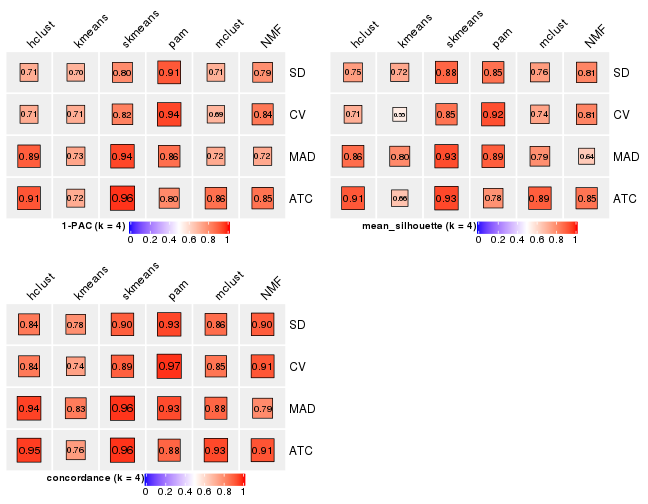 hclust kmeans skmeans pam mclust NMF
0.71 0.70 0.80 0.91 0.71 0.79 SD
0.71 0.71 0.82 0.94 0.69 0.84 CV
0.89 0.73 0.94 0.86 0.72 0.72 MAD
0.91 0.72 0.96 0.80 0.86 0.85 ATC
1-PAC (k = 4)
0 0.2 0.4 0.6 0.8 1
hclust kmeans skmeans pam mclust NMF
0.75 0.72 0.88 0.85 0.76 0.81 SD
0.71 0.55 0.85 0.92 0.74 0.81 CV
0.86 0.80 0.93 0.89 0.79 0.64 MAD
0.91 0.66 0.93 0.78 0.89 0.85 ATC
mean_silhouette (k = 4)
0 0.2 0.4 0.6 0.8 1
hclust kmeans skmeans pam mclust NMF
0.84 0.78 0.90 0.93 0.86 0.90 SD
0.84 0.74 0.89 0.97 0.85 0.91 CV
0.94 0.83 0.96 0.93 0.88 0.79 MAD
0.95 0.76 0.96 0.88 0.93 0.91 ATC
concordance (k = 4)
0 0.2 0.4 0.6 0.8 1